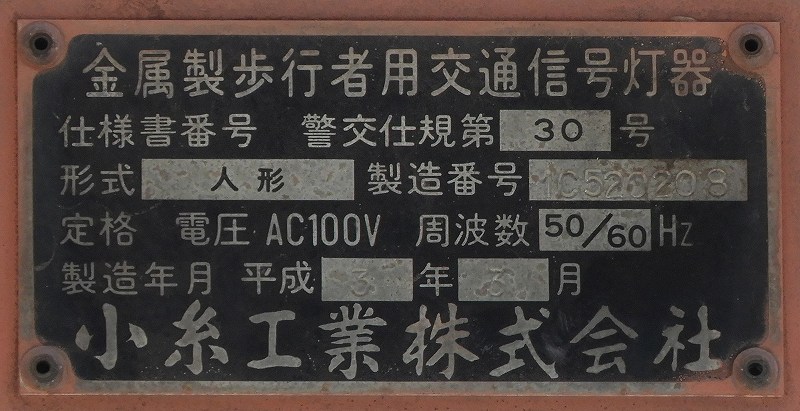 金属製歩行者用交通信号灯器
仕様書番号 警交仕規第 30 号
形式 人形 製造番号 1C520208
定格 電圧 AC100V 周波数 50/60 Hz
製造年月 平成 3 年 3 月
小糸工業株式会社